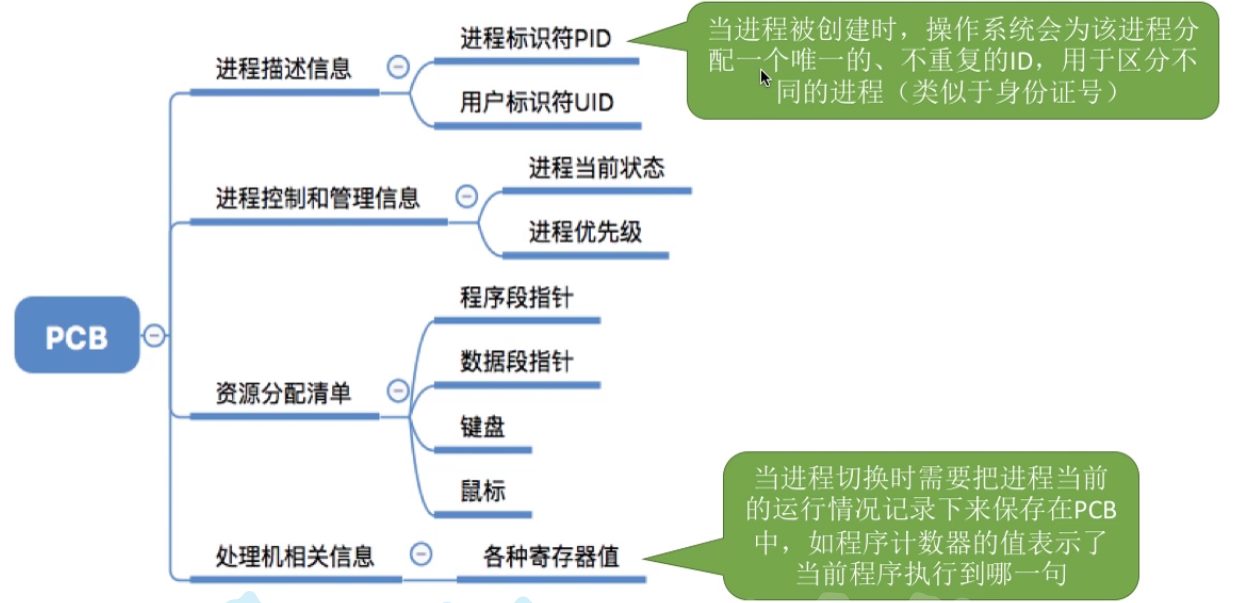 进程标识符PID
当进程被创建时，操作系统会为该进程分
配一个唯一的、不重复的ID，用于区分不
同的进程（类似于身份证号）
进程描述信息
用户标识符UID
进程当前状态
进程控制和管理信息
进程优先级
PCB
程序段指针
数据段指针
资源分配清单
键盘
鼠标
当进程切换时需要把进程当前
的运行情况记录下来保存在PCB
中，如程序计数器的值表示了
当前程序执行到哪一句
处理机相关信息
各种寄存器值